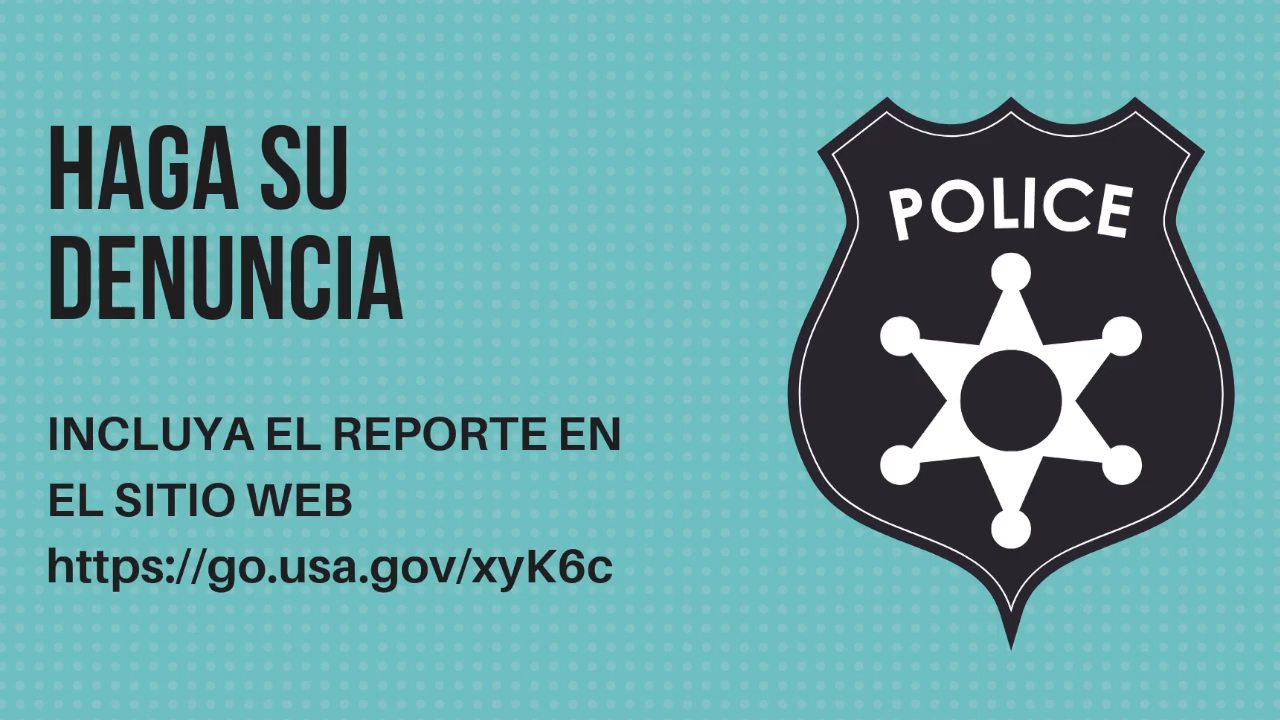 HAGA SU
DENUNCIA
INCLUYA EL REPORTE EN
EL SITIO WEB
https://go.usa.gov/xyK6c
POLICE